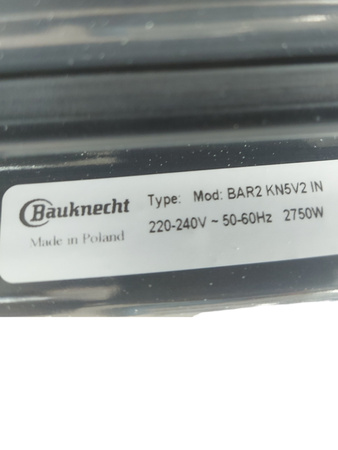 Bauknecht
Made in Poland
Type: Mod: BAR2 KN5V2 IN
220-240V ~ 50-60Hz 2750W